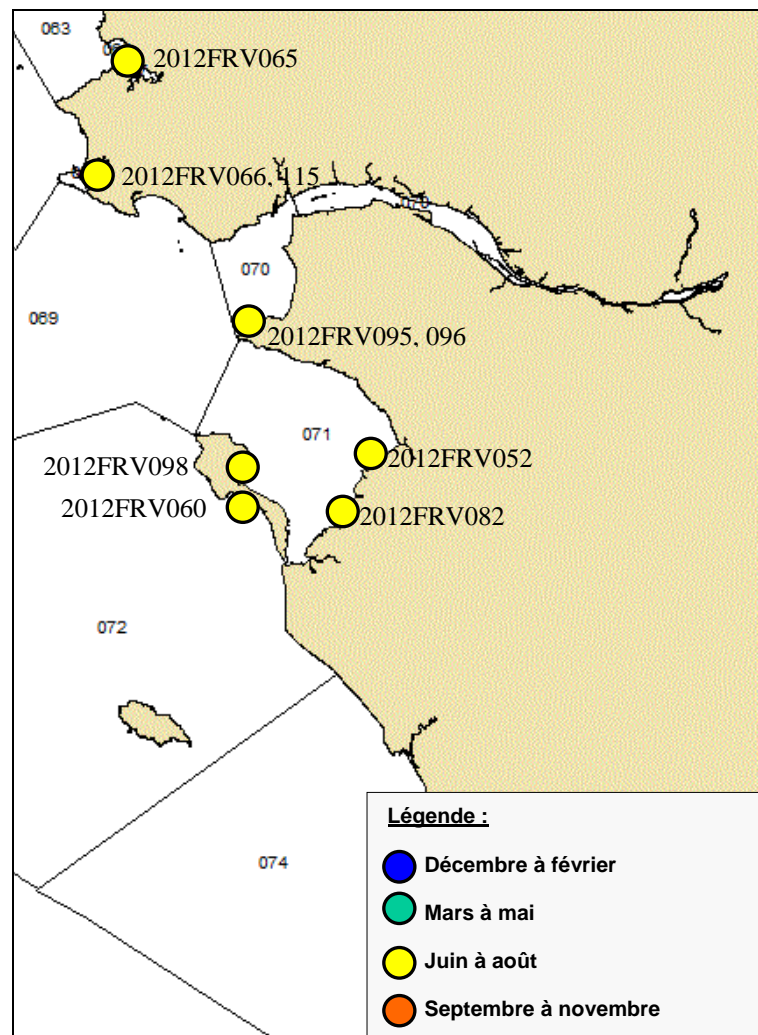 063
2012FRV065
2012FRV066, 115
070
070
069
2012FRV095, 096
071
2012FRV052
2012FRV098
2012FRV060
2012FRV082
072
074
Légende :
Décembre à février
Mars à mai
Juin à août
Septembre à novembre